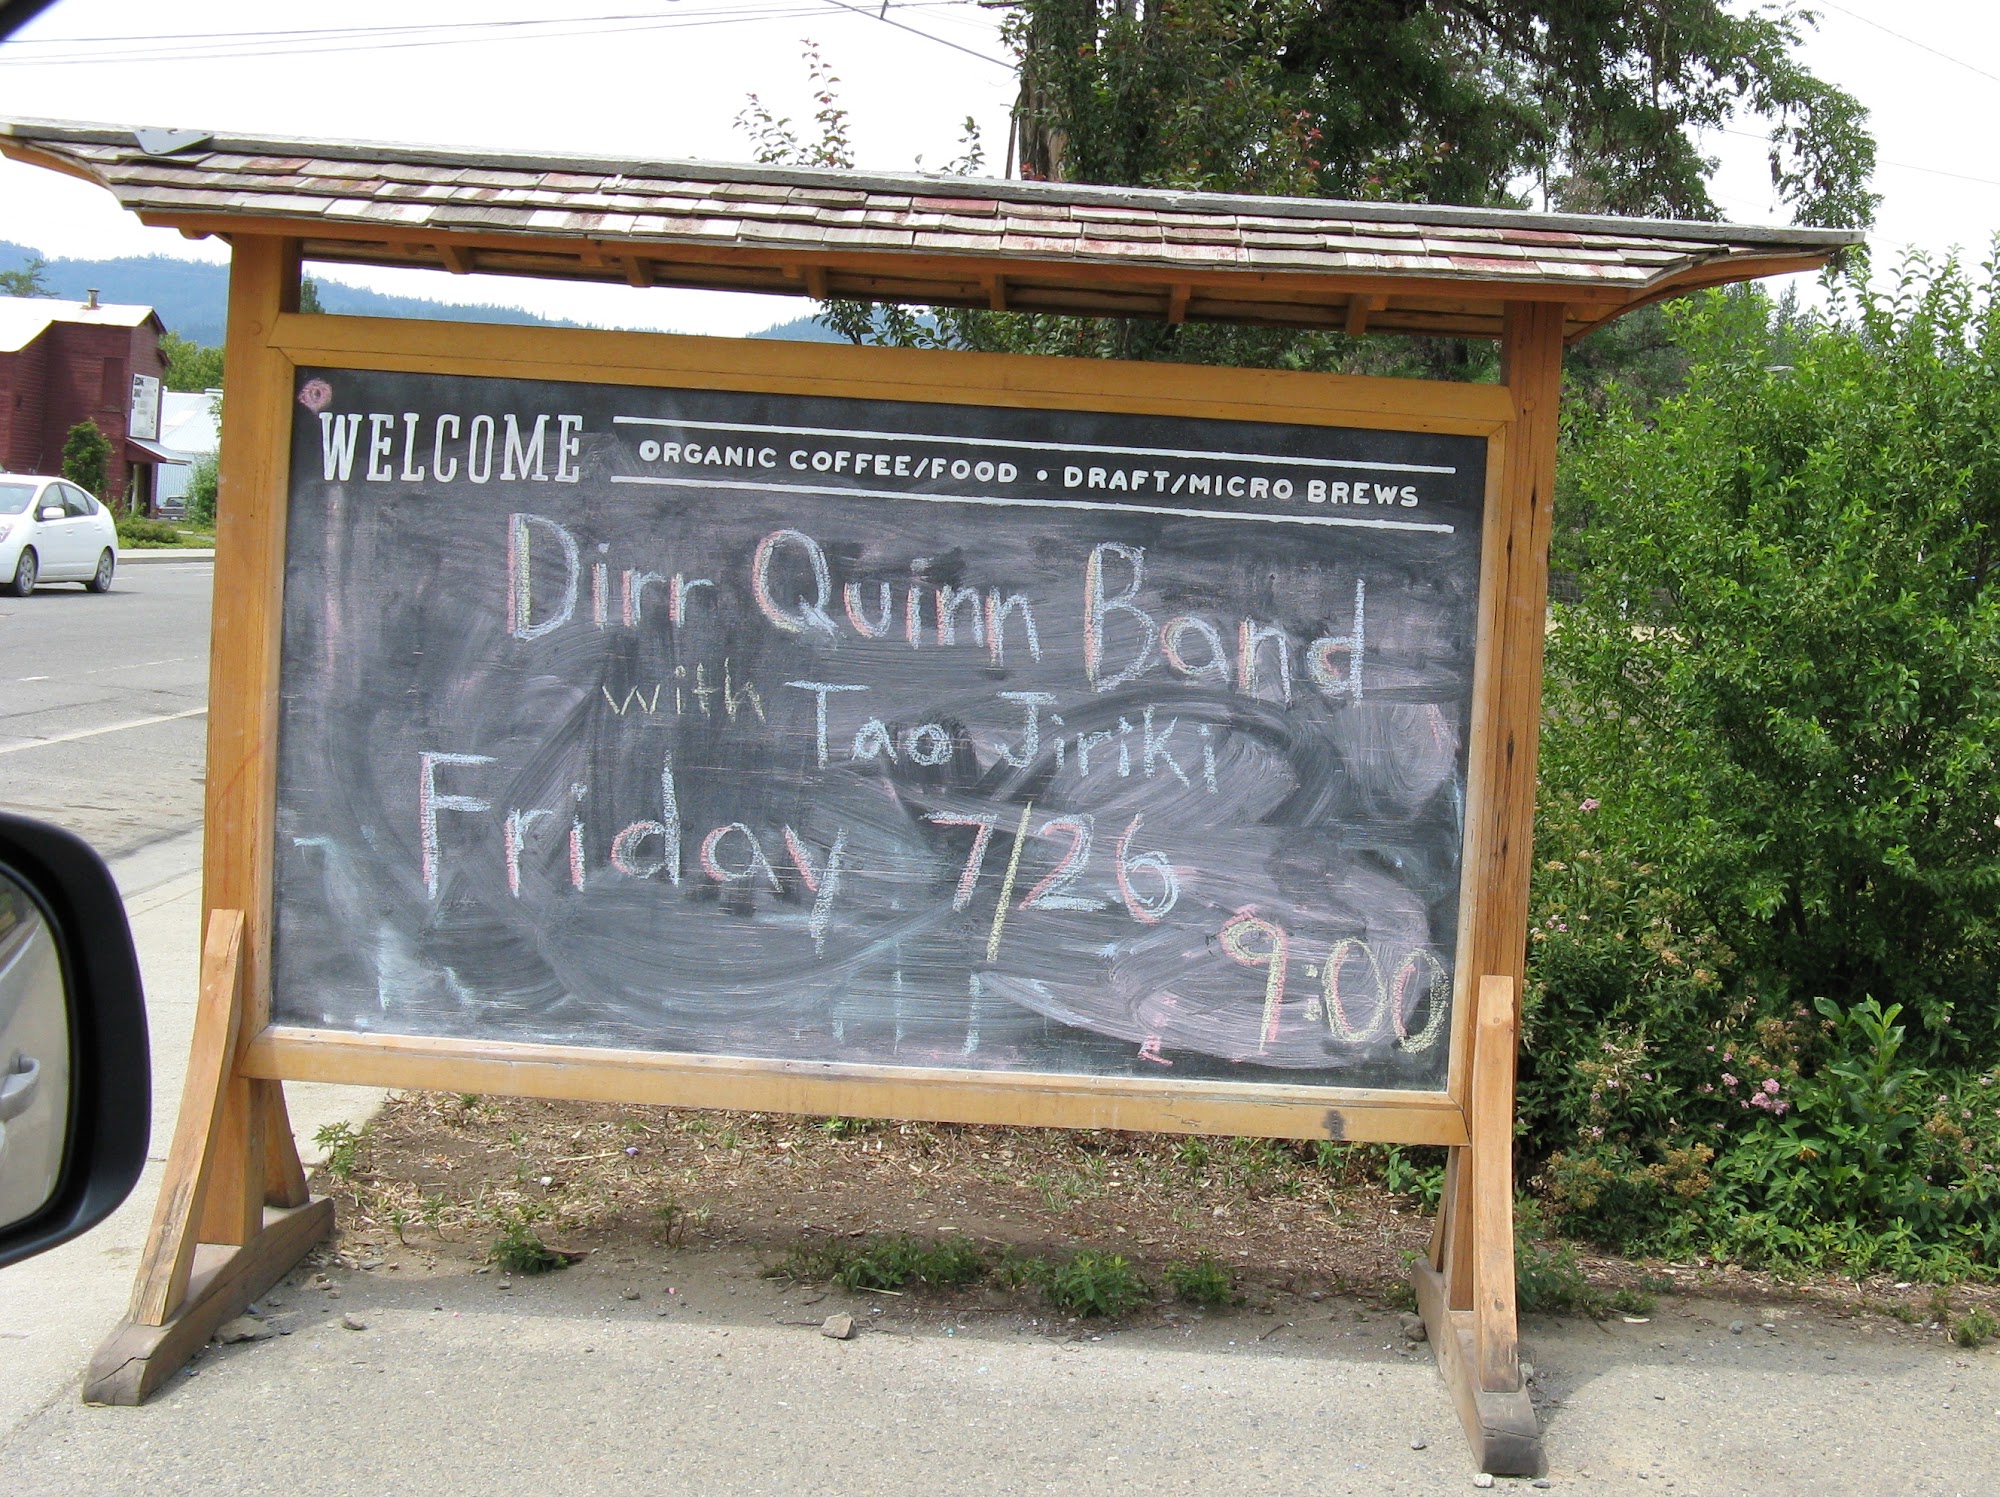 WELCOME ORGANIC COFFEE/FOOD • DRAFT/MICRO BREWS
Dirr Quinn Band
with Tao Jiriki
Friday 7/26
9:00